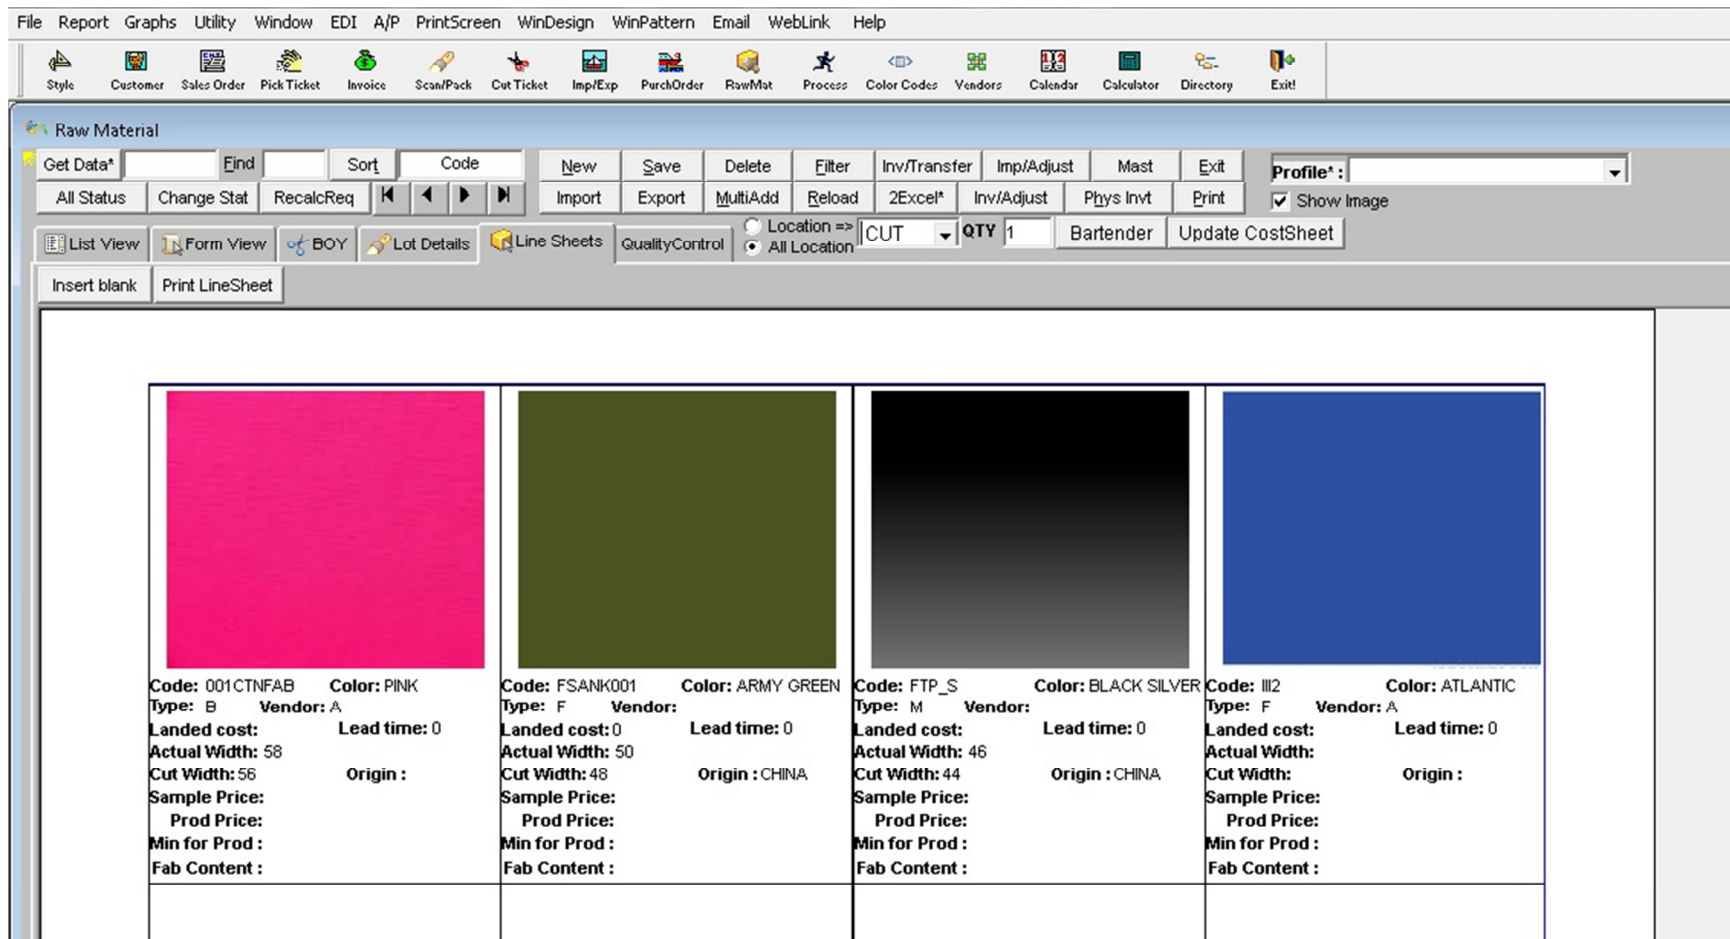 File Report Graphs Utility Window EDI A/P PrintScreen WinDesign WinPattern Email WebLink Help
Style Customer Sales Order Pick Ticket Invoice Scan/Pack Cut Ticket Imp/Exp PurchOrder RawMat Process Color Codes Vendors Calendar Calculator Directory Exit!
Raw Material
Get Data* Find Sort Code New Save Delete Filter Inv/Transfer Imp/Adjust Mast Exit Profile* :
All Status Change Stat RecalcReq Import Export MultiAdd Reload 2Excel* Inv/Adjust Phys Invt Print Show Image
List View Form View BOY Lot Details Line Sheets QualityControl Location => All Location CUT QTY 1 Bartender Update CostSheet
Insert blank Print LineSheet
Code: 001CTNFAB Color: PINK
Type: B Vendor: A
Landed cost: Lead time: 0
Actual Width: 58
Cut Width: 56 Origin :
Sample Price:
Prod Price:
Min for Prod :
Fab Content :
Code: FSANK001 Color: ARMY GREEN
Type: F Vendor:
Landed cost: 0 Lead time: 0
Actual Width: 50
Cut Width: 48 Origin : CHINA
Sample Price:
Prod Price:
Min for Prod :
Fab Content :
Code: FTP_S Color: BLACK SILVER
Type: M Vendor:
Landed cost: Lead time: 0
Actual Width: 46
Cut Width: 44 Origin : CHINA
Sample Price:
Prod Price:
Min for Prod :
Fab Content :
Code: III2 Color: ATLANTIC
Type: F Vendor: A
Landed cost: Lead time: 0
Actual Width:
Cut Width: Origin :
Sample Price:
Prod Price:
Min for Prod :
Fab Content :